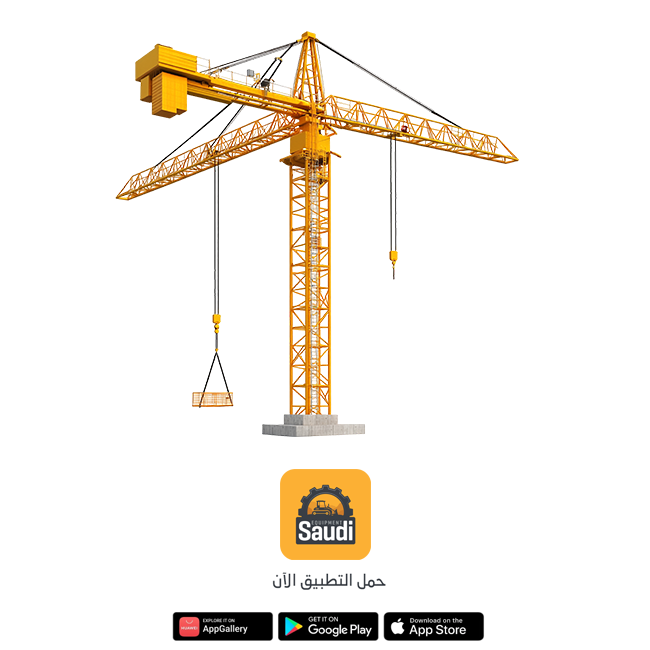 EQUIPMENT
Saudi
حمل التطبيق الآن
EXPLORE IT ON
AppGallery
GET IT ON
Google Play
Download on the
App Store